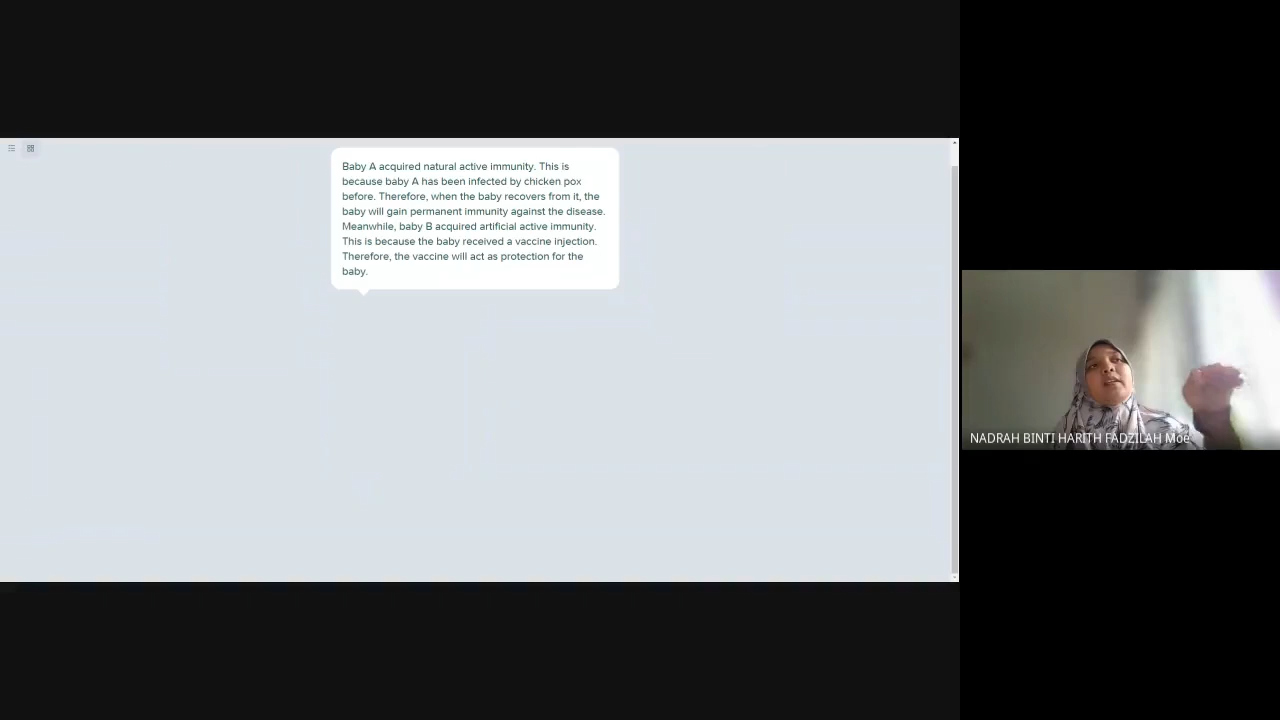 Baby A acquired natural active immunity. This is
because baby A has been infected by chicken pox
before. Therefore, when the baby recovers from it, the
baby will gain permanent immunity against the disease.
Meanwhile, baby B acquired artificial active immunity.
This is because the baby received a vaccine injection.
Therefore, the vaccine will act as protection for the
baby.
NADRAH BINTI HARITH FADZILAH Moe